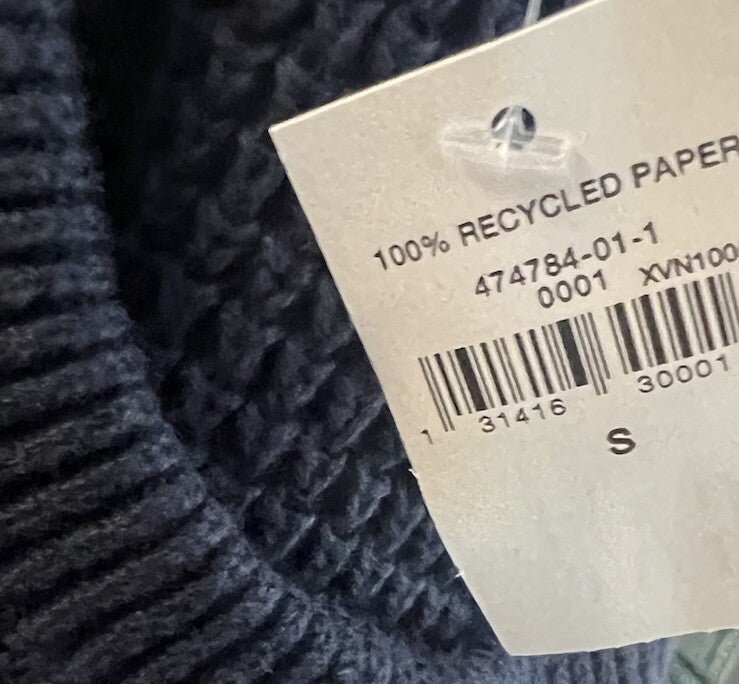 100% RECYCLED PAPER
474784-01-1
0001 XVN100
1 31416 30001
S